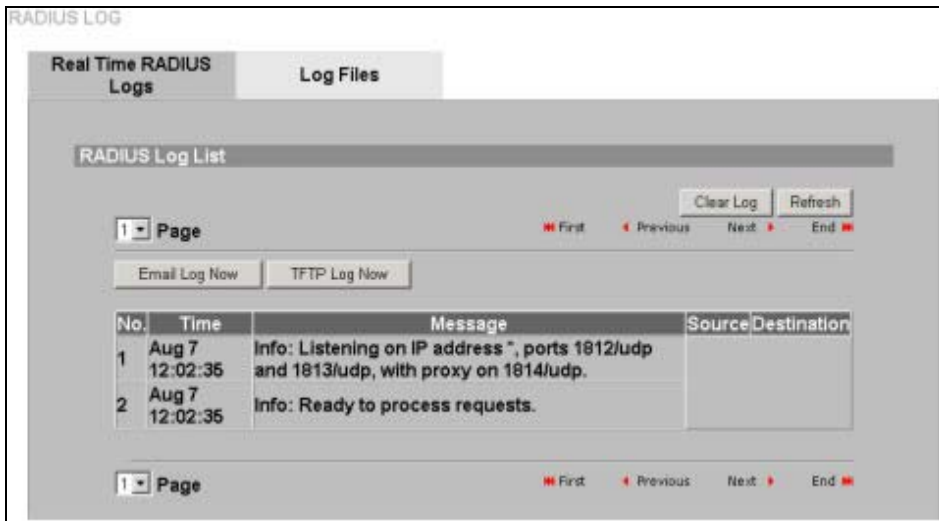 RADIUS LOG
Real Time RADIUS
Logs
Log Files
RADIUS Log List
Clear Log Refresh
1 Page First Previous Next End
Email Log Now TFTP Log Now
No. Time Message Source Destination
1 Aug 7
12:02:35 Info: Listening on IP address *, ports 1812/udp
and 1813/udp, with proxy on 1814/udp.
2 Aug 7
12:02:35 Info: Ready to process requests.
1 Page First Previous Next End